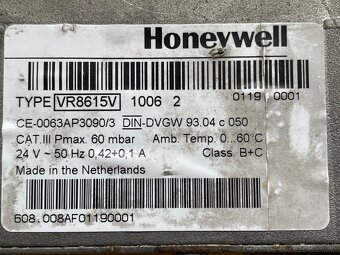 Honeywell
TYPE VR8615V 1006 2 0119 0001
CE-0063AP3090/3 DIN-DVGW 93.04 c 050
CAT.III Pmax. 60 mbar Amb. Temp. 0...60°C
24 V ~ 50 Hz 0,42+0,1 A Class. B+C
Made in the Netherlands
608.008AF01190001